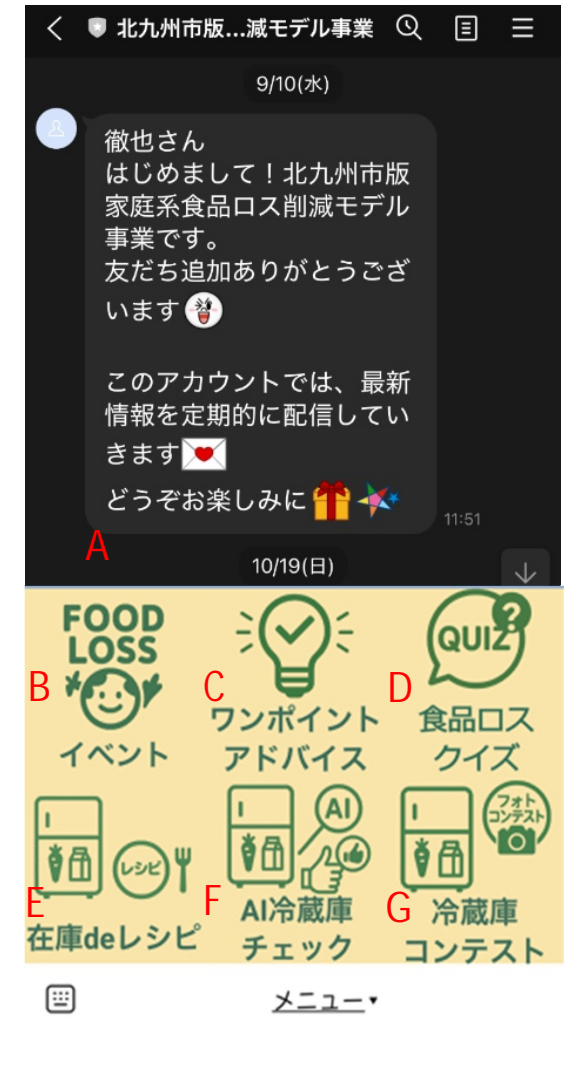 北九州市版...減モデル事業
9/10(水)
徹也さん
はじめまして！北九州市版
家庭系食品ロス削減モデル
事業です。
友だち追加ありがとうござ
います
このアカウントでは、最新
情報を定期的に配信してい
きます
どうぞお楽しみに
11:51
A
10/19(日)
FOOD
LOSS
B
イベント
C
ワンポイント
アドバイス
QUIZ
?
D
食品ロス
クイズ
レシピ
E
在庫deレシピ
AI
F
AI冷蔵庫
チェック
フォト
コンテスト
G
冷蔵庫
コンテスト
メニュー▼